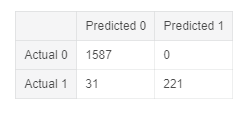 Predicted 0 Predicted 1
Actual 0 1587 0
Actual 1 31 221